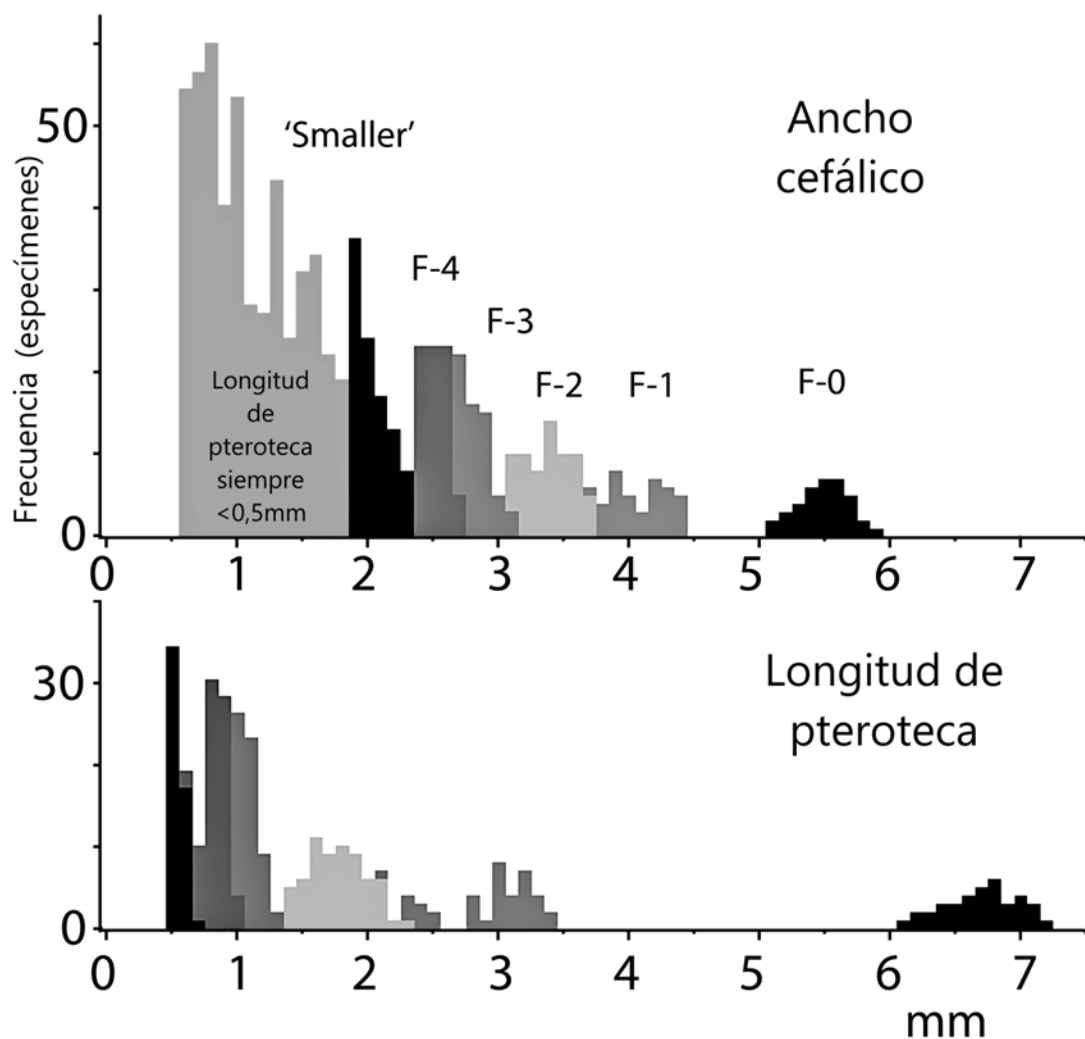 50
'Smaller'
Ancho
cefálico
F-4
F-3
F-2
F-1
F-0
Longitud
de
pteroteca
siempre
<0,5mm
Frecuencia (especímenes)
0
0 1 2 3 4 5 6 7
30
Longitud de
pteroteca
0
0 1 2 3 4 5 6 7
mm